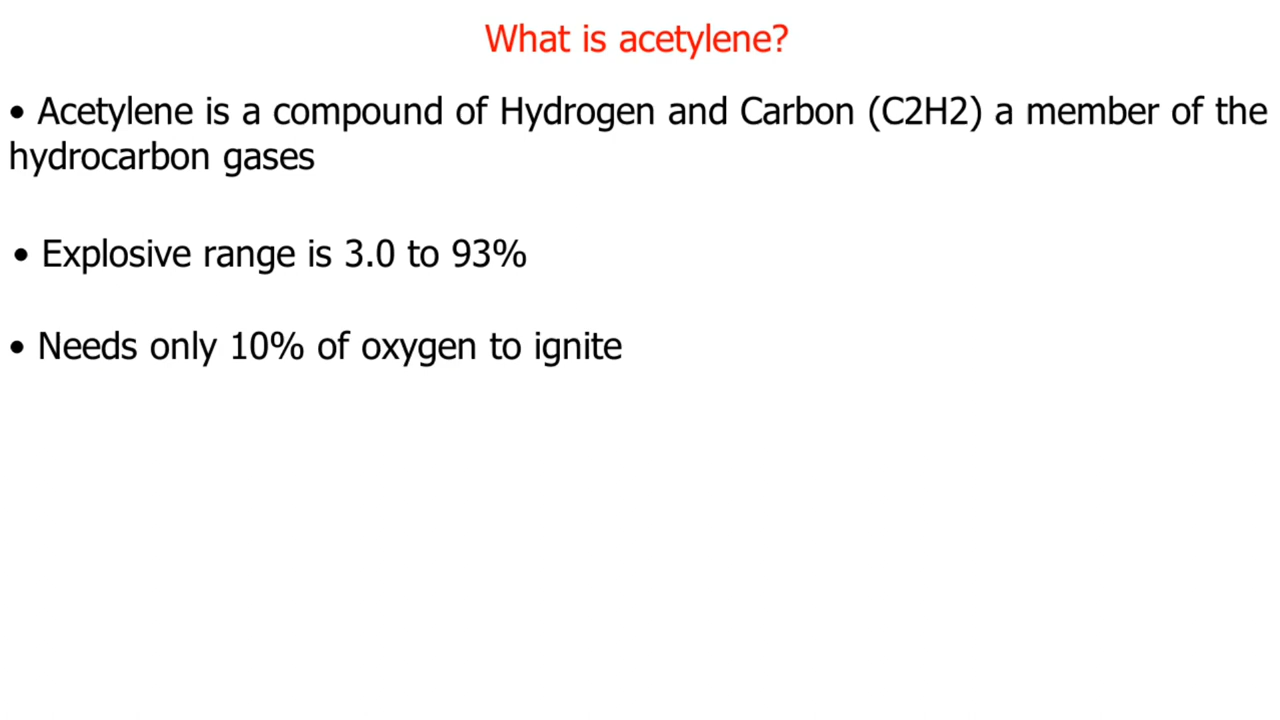 What is acetylene?
• Acetylene is a compound of Hydrogen and Carbon (C2H2) a member of the
hydrocarbon gases
• Explosive range is 3.0 to 93%
• Needs only 10% of oxygen to ignite